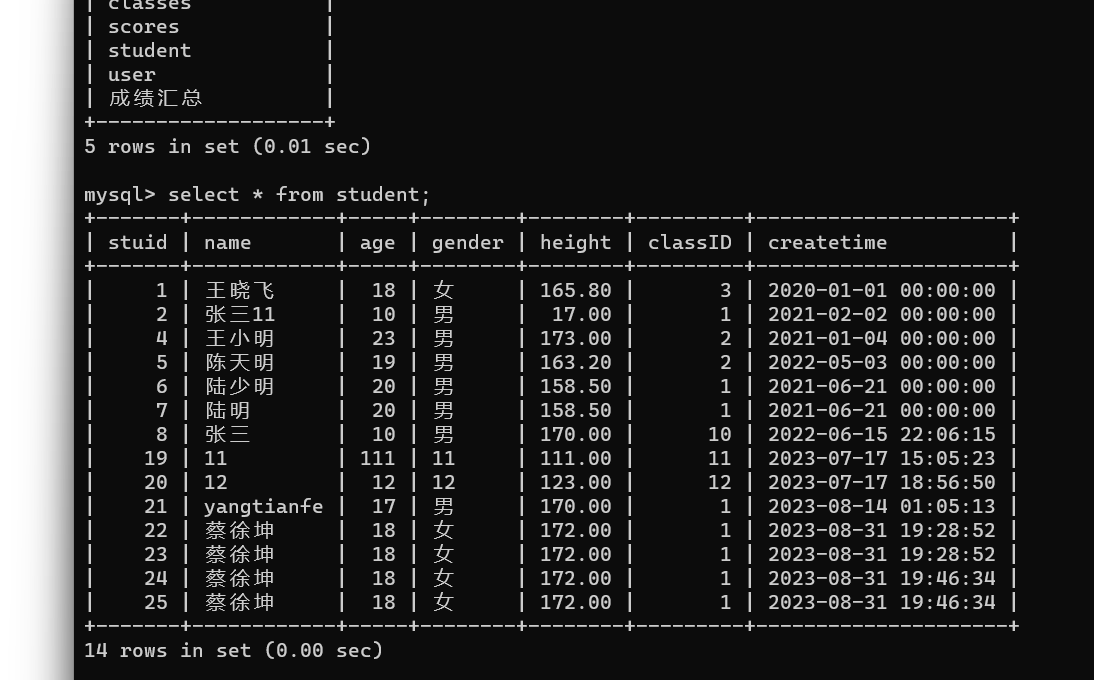 | classes           |
| scores            |
| student           |
| user              |
| 成绩汇总          |
+-------------------+
5 rows in set (0.01 sec)

mysql> select * from student;
+-------+------------+-----+--------+--------+---------+---------------------+
| stuid | name       | age | gender | height | classID | createtime          |
+-------+------------+-----+--------+--------+---------+---------------------+
|     1 | 王晓飞     |  18 | 女     | 165.80 |       3 | 2020-01-01 00:00:00 |
|     2 | 张三11     |  10 | 男     |  17.00 |       1 | 2021-02-02 00:00:00 |
|     4 | 王小明     |  23 | 男     | 173.00 |       2 | 2021-01-04 00:00:00 |
|     5 | 陈天明     |  19 | 男     | 163.20 |       2 | 2022-05-03 00:00:00 |
|     6 | 陆少明     |  20 | 男     | 158.50 |       1 | 2021-06-21 00:00:00 |
|     7 | 陆明       |  20 | 男     | 158.50 |       1 | 2021-06-21 00:00:00 |
|     8 | 张三       |  10 | 男     | 170.00 |      10 | 2022-06-15 22:06:15 |
|    19 | 11         | 111 | 11     | 111.00 |      11 | 2023-07-17 15:05:23 |
|    20 | 12         |  12 | 12     | 123.00 |      12 | 2023-07-17 18:56:50 |
|    21 | yangtianfe |  17 | 男     | 170.00 |       1 | 2023-08-14 01:05:13 |
|    22 | 蔡徐坤     |  18 | 女     | 172.00 |       1 | 2023-08-31 19:28:52 |
|    23 | 蔡徐坤     |  18 | 女     | 172.00 |       1 | 2023-08-31 19:28:52 |
|    24 | 蔡徐坤     |  18 | 女     | 172.00 |       1 | 2023-08-31 19:46:34 |
|    25 | 蔡徐坤     |  18 | 女     | 172.00 |       1 | 2023-08-31 19:46:34 |
+-------+------------+-----+--------+--------+---------+---------------------+
14 rows in set (0.00 sec)